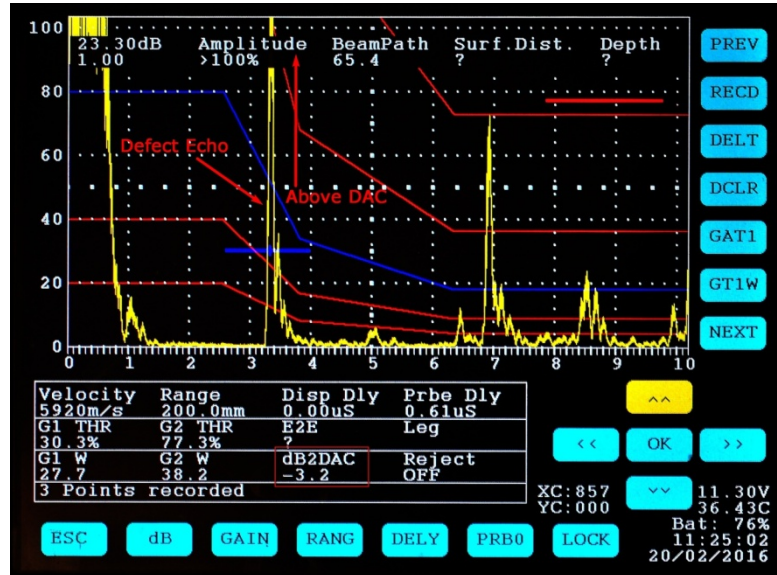 100
23.30dB Amplitude BeamPath Surf.Dist. Depth
1.00 >100% 65.4 ? ?
80
60
40
20
0
Defect Echo
Above DAC
0 1 2 3 4 5 6 7 8 9 10
PREV
RECD
DELT
DCLR
GAT1
GT1W
NEXT
Velocity Range Disp Dly Prbe Dly
5920m/s 200.0mm 0.00uS 0.61uS
G1 THR G2 THR E2E Leg
30.3% 77.3% ?
G1 W G2 W dB2DAC Reject
27.7 38.2 -3.2 OFF
3 Points recorded
^^
<< OK >>
XC:857 11.30V
YC:000 36.43C
Bat: 76%
11:25:02
20/02/2016
ESC dB GAIN RANG DELY PRB0 LOCK